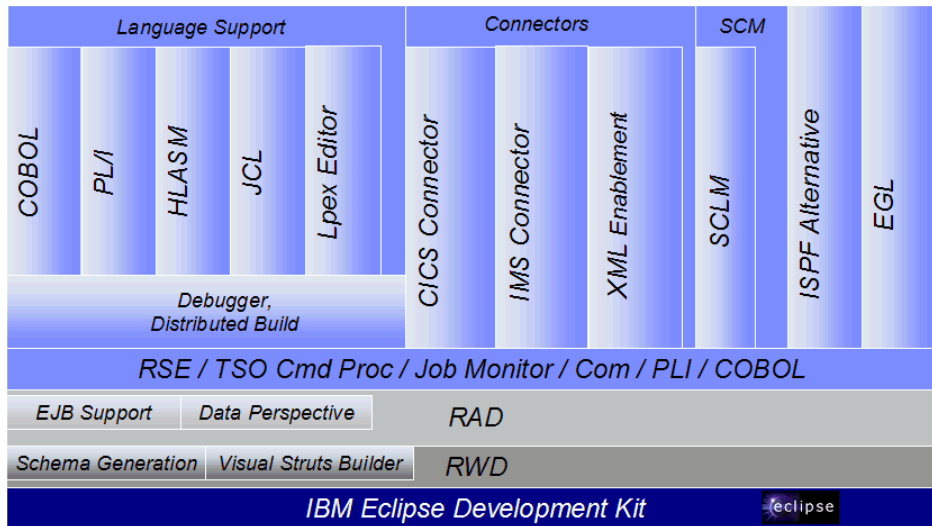 Language Support
Connectors
SCM
COBOL
PL/I
HLASM
JCL
Lpex Editor
CICS Connector
IMS Connector
XML Enablement
SCLM
ISPF Alternative
EGL
Debugger,
Distributed Build
RSE / TSO Cmd Proc / Job Monitor / Com / PLI / COBOL
EJB Support
Data Perspective
RAD
Schema Generation
Visual Struts Builder
RWD
IBM Eclipse Development Kit
eclipse